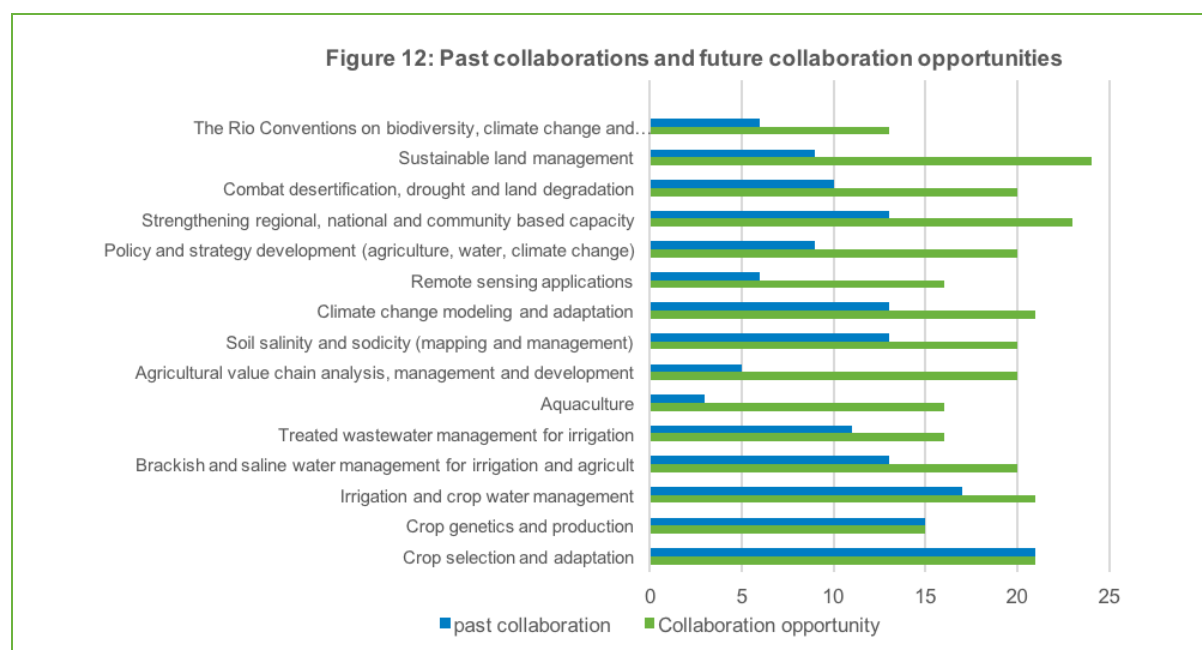 Figure 12: Past collaborations and future collaboration opportunities
The Rio Conventions on biodiversity, climate change and…
Sustainable land management
Combat desertification, drought and land degradation
Strengthening regional, national and community based capacity
Policy and strategy development (agriculture, water, climate change)
Remote sensing applications
Climate change modeling and adaptation
Soil salinity and sodicity (mapping and management)
Agricultural value chain analysis, management and development
Aquaculture
Treated wastewater management for irrigation
Brackish and saline water management for irrigation and agricult
Irrigation and crop water management
Crop genetics and production
Crop selection and adaptation
0 5 10 15 20 25
past collaboration Collaboration opportunity